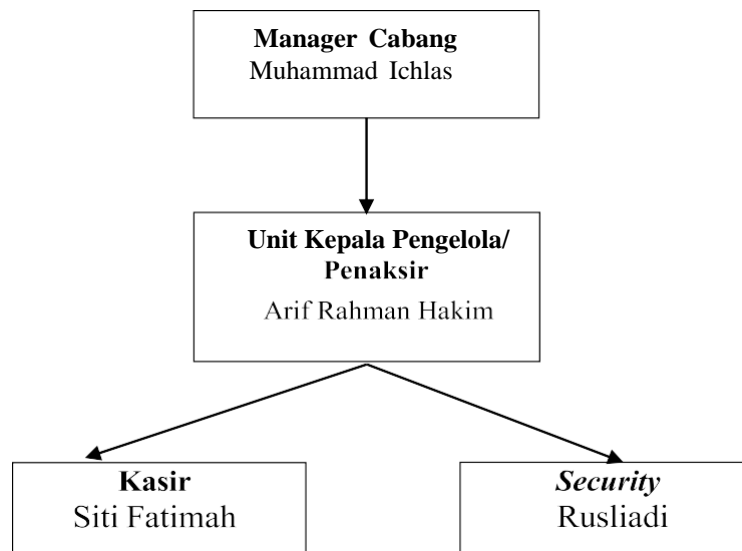 Manager Cabang
Muhammad Ichlas
Unit Kepala Pengelola/
Penaksir
Arif Rahman Hakim
Kasir
Siti Fatimah
Security
Rusliadi